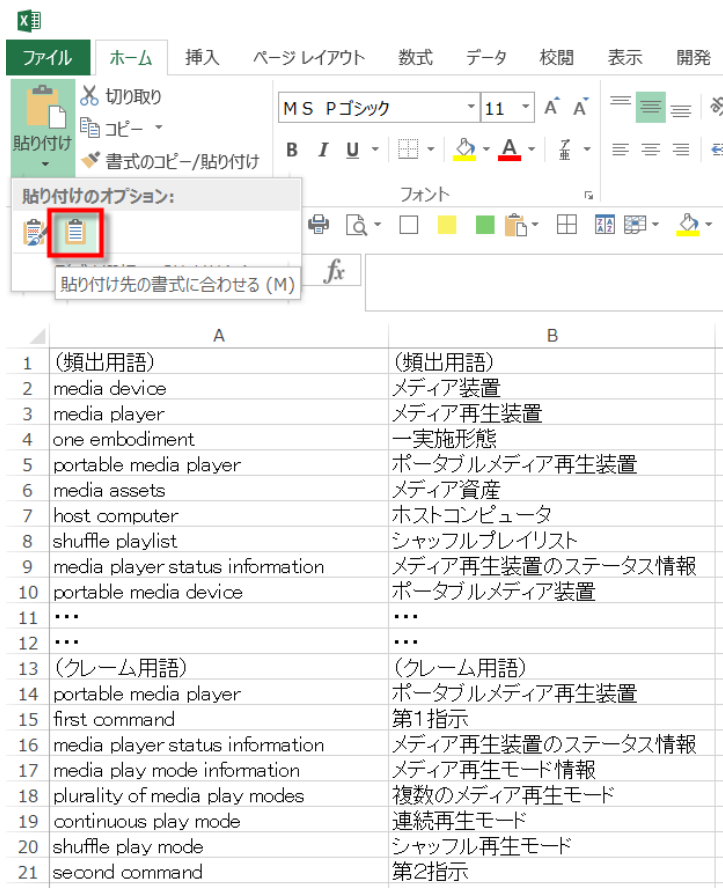 ファイル ホーム 挿入 ページ レイアウト 数式 データ 校閲 表示 開発
切り取り
コピー
書式のコピー/貼り付け
貼り付け
ＭＳ Ｐゴシック 11 A A
B I U A
フォント
貼り付けのオプション:
貼り付け先の書式に合わせる (M)
fx
A B
1 (頻出用語) (頻出用語)
2 media device メディア装置
3 media player メディア再生装置
4 one embodiment 一実施形態
5 portable media player ポータブルメディア再生装置
6 media assets メディア資産
7 host computer ホストコンピュータ
8 shuffle playlist シャッフルプレイリスト
9 media player status information メディア再生装置のステータス情報
10 portable media device ポータブルメディア装置
11 ・・・ ・・・
12 ・・・ ・・・
13 (クレーム用語) (クレーム用語)
14 portable media player ポータブルメディア再生装置
15 first command 第1指示
16 media player status information メディア再生装置のステータス情報
17 media play mode information メディア再生モード情報
18 plurality of media play modes 複数のメディア再生モード
19 continuous play mode 連続再生モード
20 shuffle play mode シャッフル再生モード
21 second command 第2指示